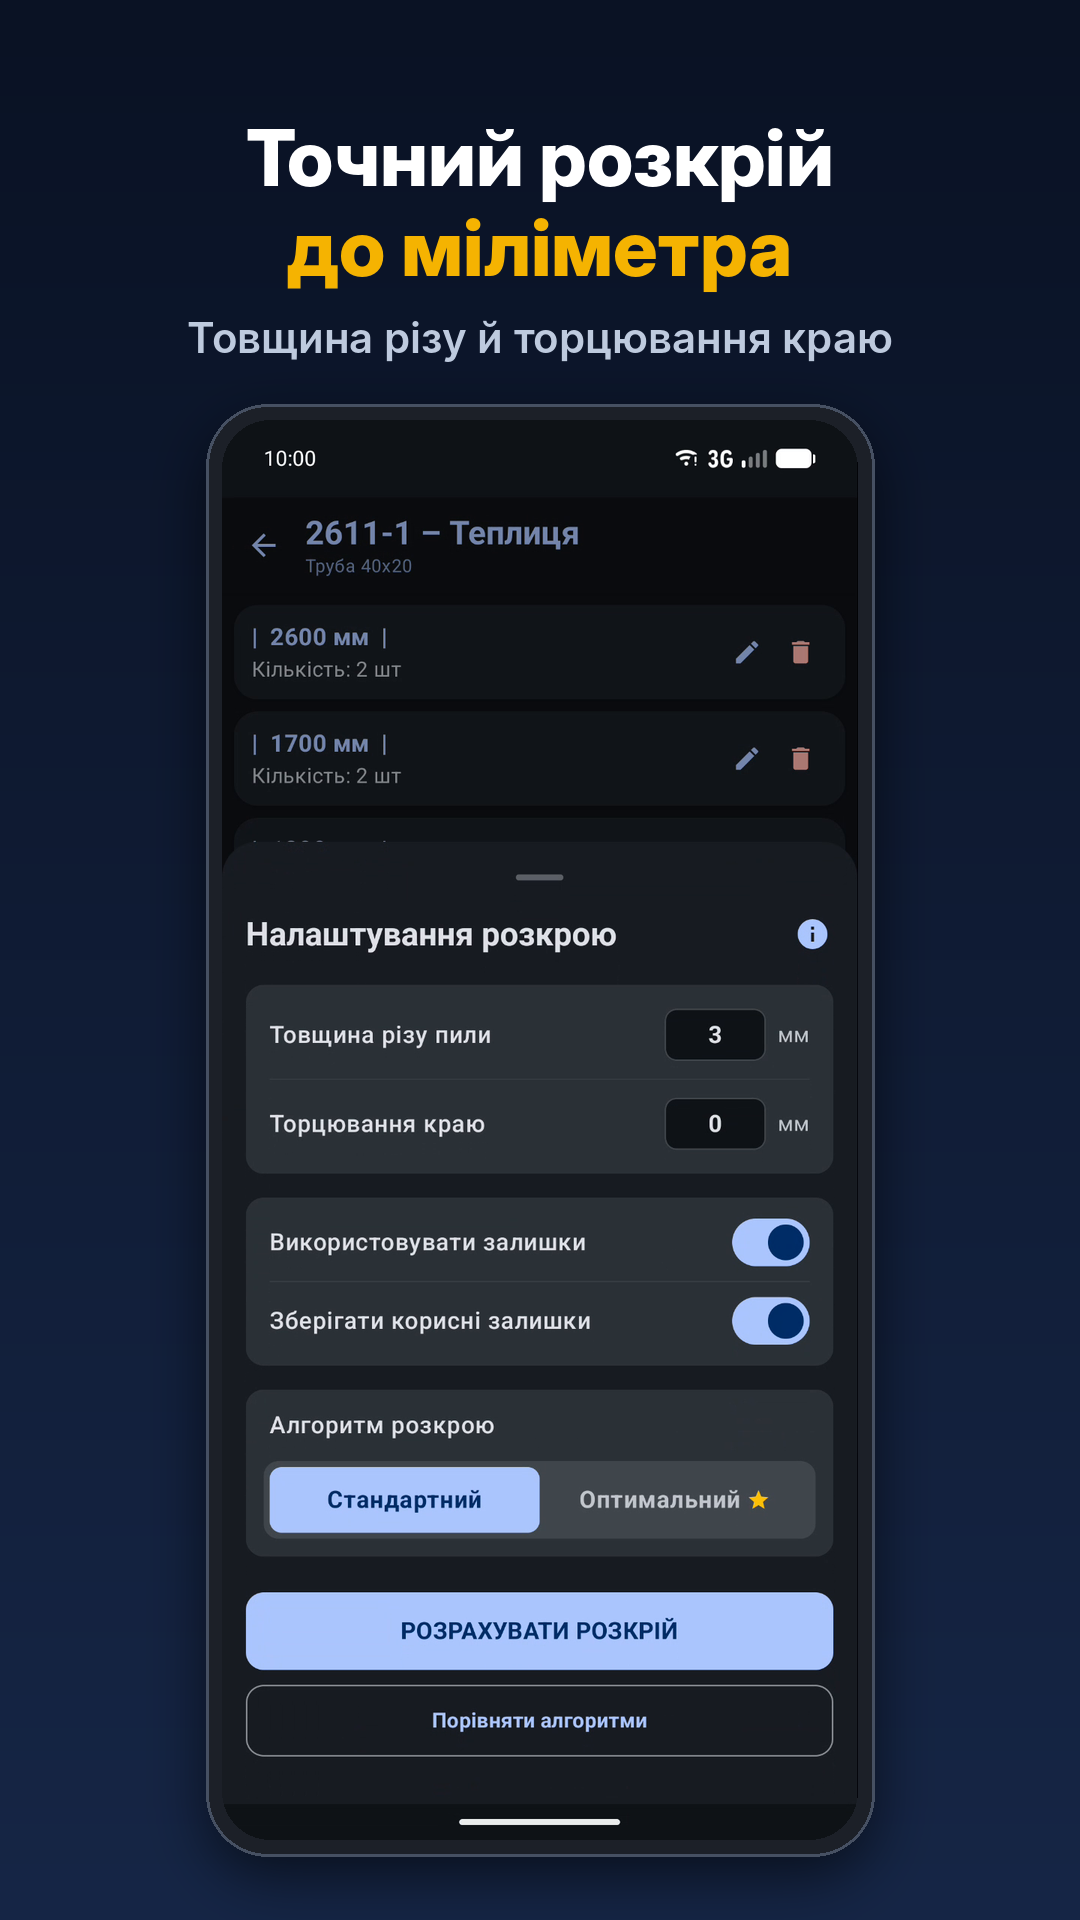 Точний розкрій
до міліметра
Товщина різу й торцювання краю
10:00
3G
2611-1 – Теплиця
Труба 40x20
| 2600 мм |
Кількість: 2 шт
| 1700 мм |
Кількість: 2 шт
Налаштування розкрою
Товщина різу пили 3 мм
Торцювання краю 0 мм
Використовувати залишки
Зберігати корисні залишки
Алгоритм розкрою
Стандартний Оптимальний
РОЗРАХУВАТИ РОЗКРІЙ
Порівняти алгоритми